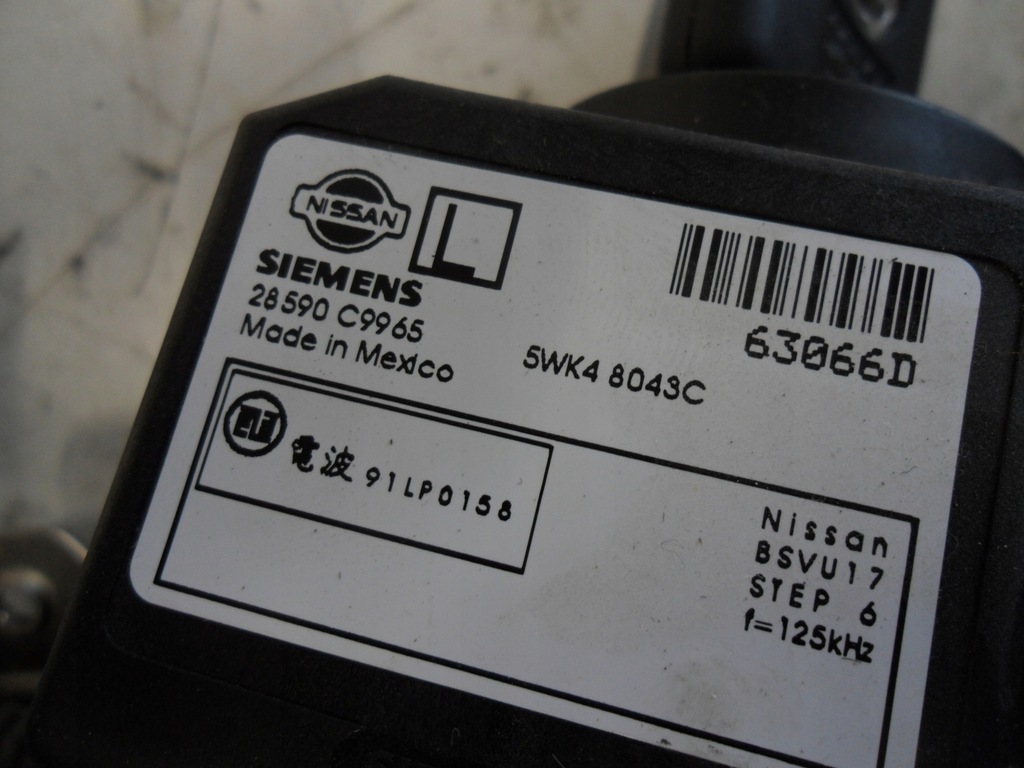 NISSAN
L
SIEMENS
28590 C9965
Made in Mexico
5WK4 8043C
63066D
電波 91LP0158
Nissan
BSVU17
STEP 6
f=125kHz